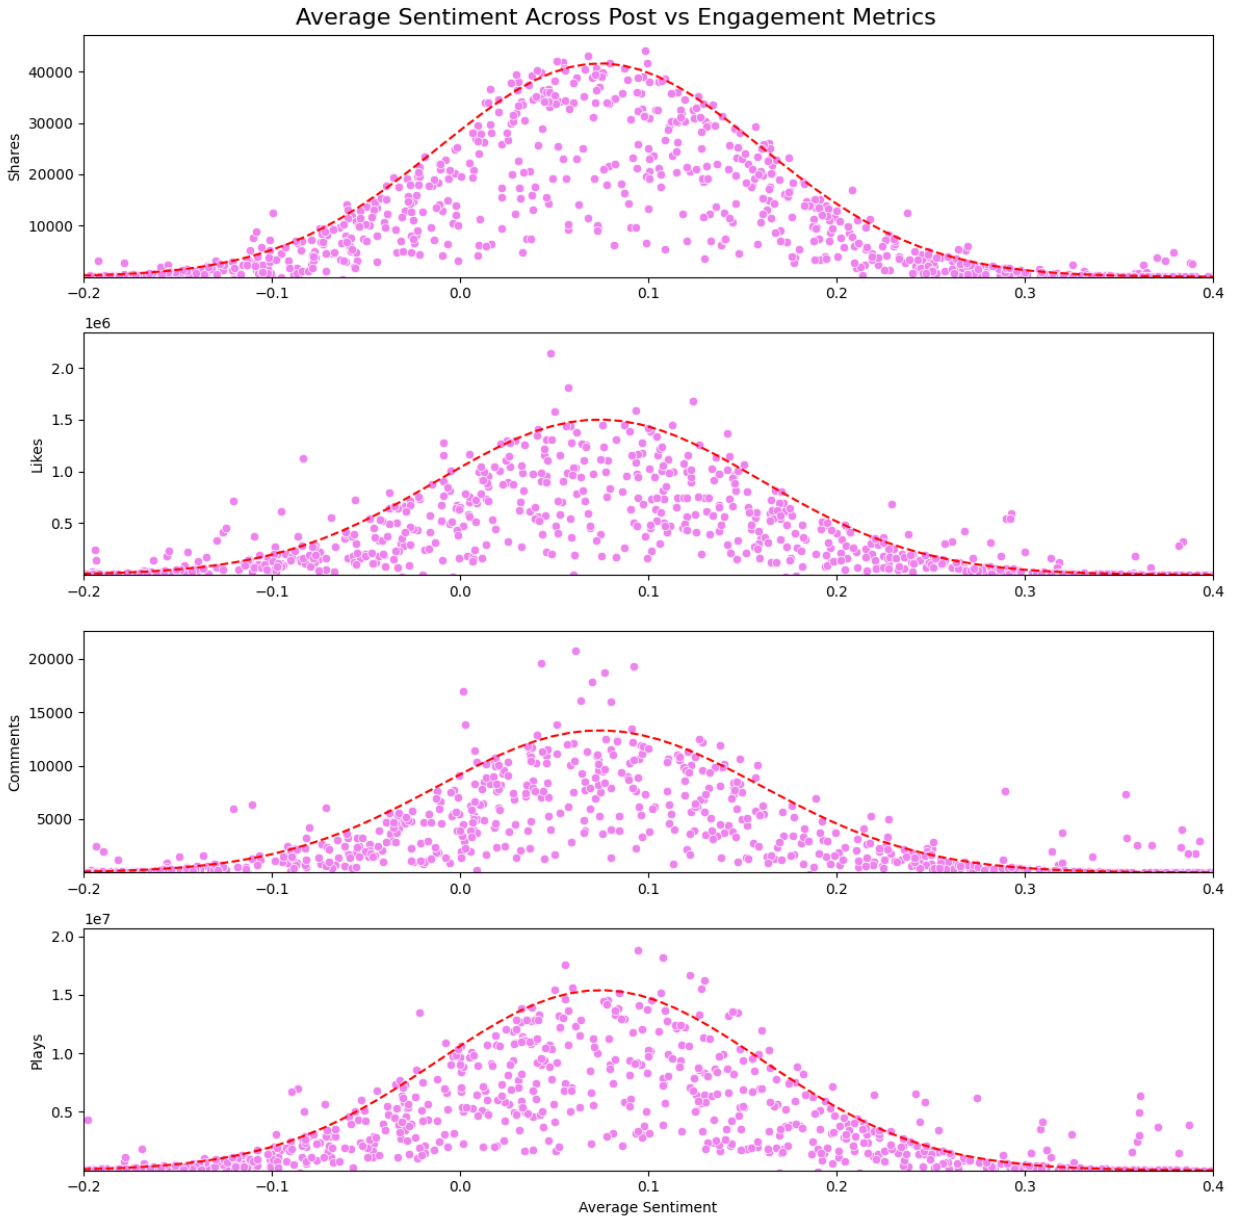 Average Sentiment Across Post vs Engagement Metrics
Shares
40000
30000
20000
10000
−0.2 −0.1 0.0 0.1 0.2 0.3 0.4
1e6
Likes
2.0
1.5
1.0
0.5
−0.2 −0.1 0.0 0.1 0.2 0.3 0.4
Comments
20000
15000
10000
5000
−0.2 −0.1 0.0 0.1 0.2 0.3 0.4
1e7
Plays
2.0
1.5
1.0
0.5
−0.2 −0.1 0.0 0.1 0.2 0.3 0.4
Average Sentiment